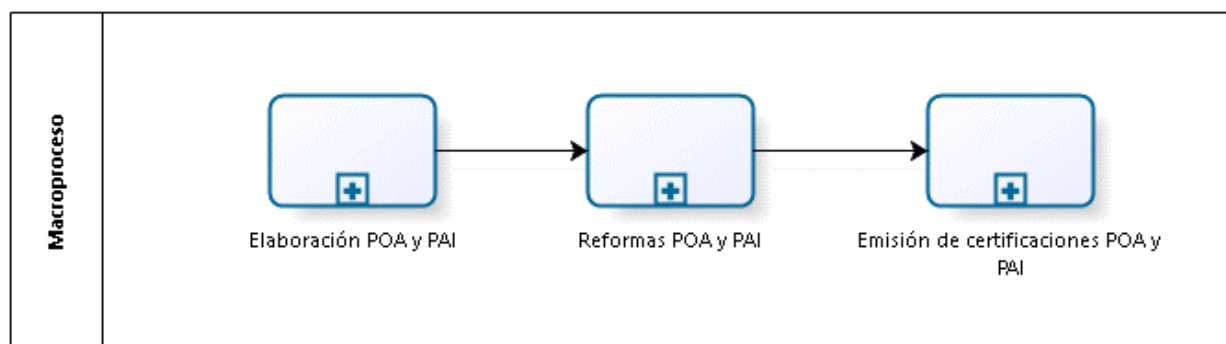 Macroproceso
Elaboración POA y PAI
Reformas POA y PAI
Emisión de certificaciones POA y
PAI